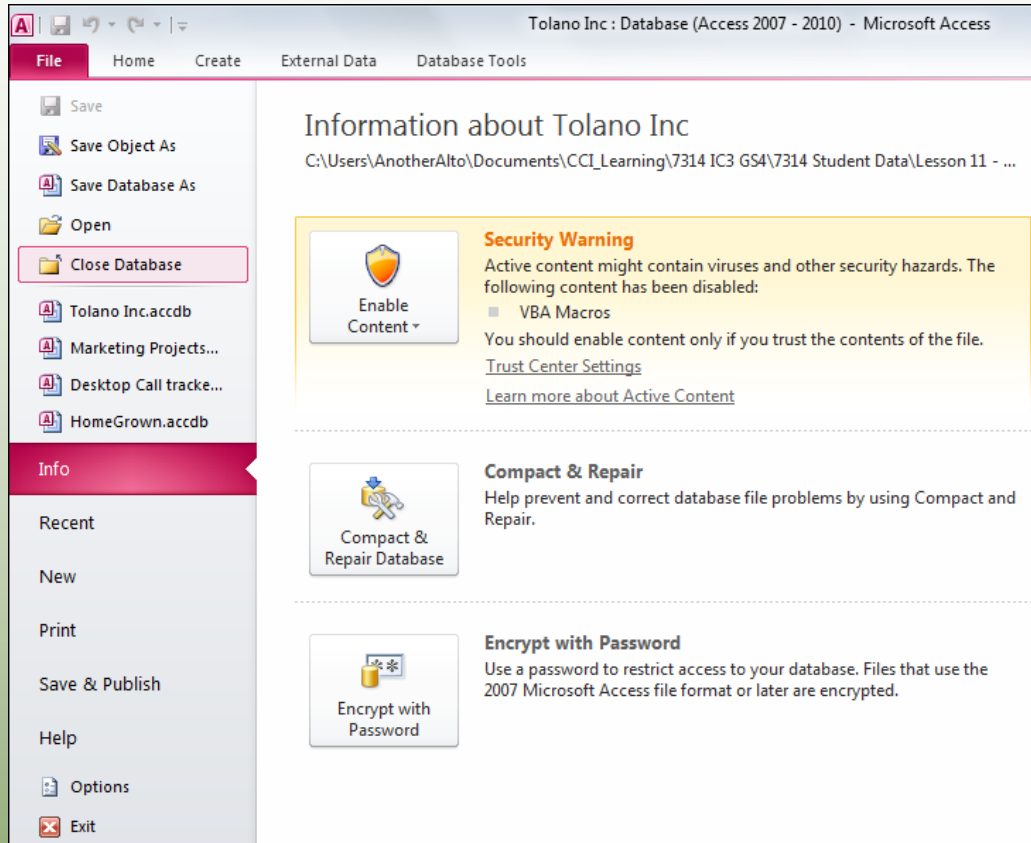 Tolano Inc : Database (Access 2007 - 2010) - Microsoft Access
File Home Create External Data Database Tools
Save
Save Object As
Save Database As
Open
Close Database
Tolano Inc.accdb
Marketing Projects...
Desktop Call tracke...
HomeGrown.accdb
Info
Recent
New
Print
Save & Publish
Help
Options
Exit
Information about Tolano Inc
C:\Users\AnotherAlto\Documents\CCI_Learning\7314 IC3 GS4\7314 Student Data\Lesson 11 - ...
Enable
Content
Security Warning
Active content might contain viruses and other security hazards. The
following content has been disabled:
VBA Macros
You should enable content only if you trust the contents of the file.
Trust Center Settings
Learn more about Active Content
Compact &
Repair Database
Compact & Repair
Help prevent and correct database file problems by using Compact and
Repair.
Encrypt with
Password
Encrypt with Password
Use a password to restrict access to your database. Files that use the
2007 Microsoft Access file format or later are encrypted.